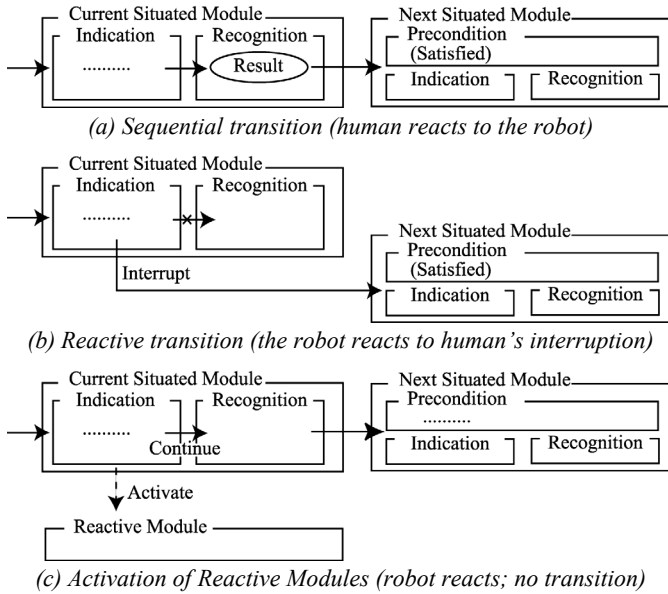 Current Situated Module
Next Situated Module
Indication
Recognition
Precondition
(Satisfied)
..........
Result
Indication
Recognition
(a) Sequential transition (human reacts to the robot)
Current Situated Module
Indication
Recognition
..........
Next Situated Module
Precondition
(Satisfied)
Interrupt
Indication
Recognition
(b) Reactive transition (the robot reacts to human's interruption)
Current Situated Module
Next Situated Module
Indication
Recognition
Precondition
..........
..........
Continue
Indication
Recognition
Activate
Reactive Module
(c) Activation of Reactive Modules (robot reacts; no transition)